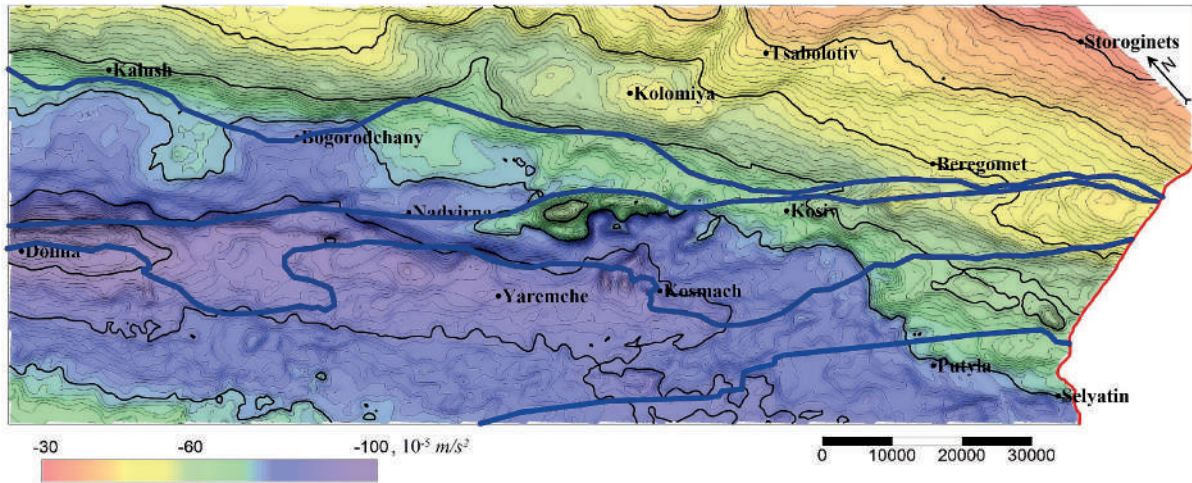 Storoginets
N
Tsabolotiv
Kalush
Kolomiya
Bogorodchany
Beregomet
Nadvirna
Kosiv
Dolina
Yaremche
Kosmach
Putyla
Selyatin
-30 -60 -100, 10⁻⁵ m/s²
0 10000 20000 30000